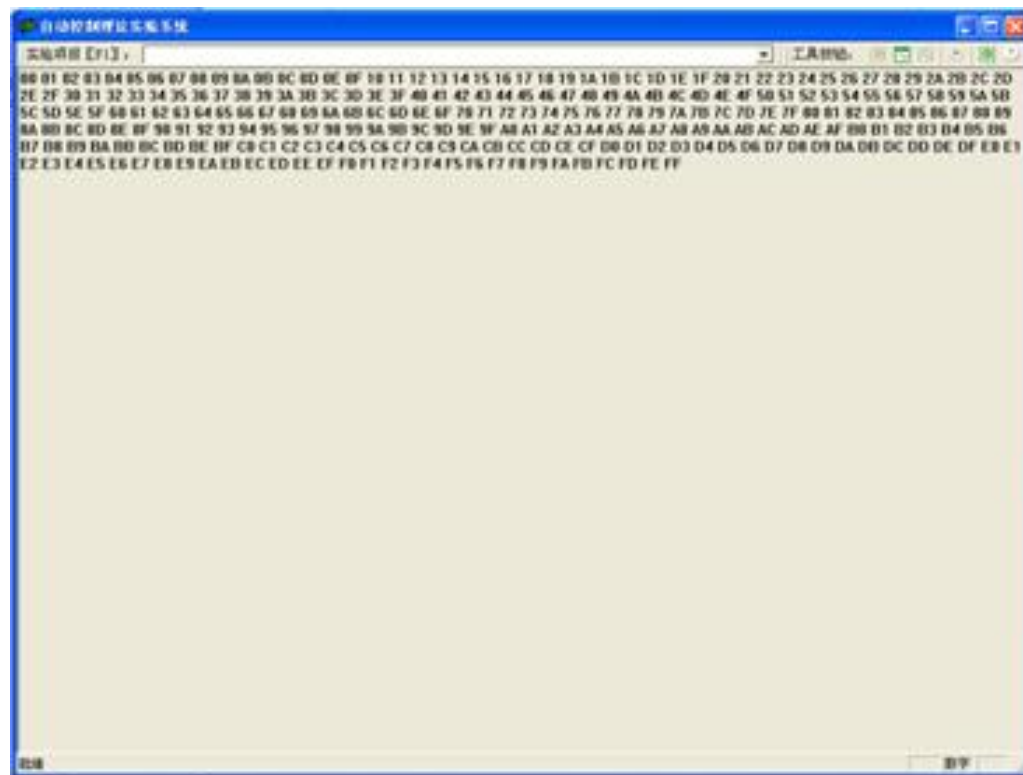 自动控制理论实验系统
实验项目【F1】： 工具按钮：
00 01 02 03 04 05 06 07 08 09 0A 0B 0C 0D 0E 0F 10 11 12 13 14 15 16 17 18 19 1A 1B 1C 1D 1E 1F 20 21 22 23 24 25 26 27 28 29 2A 2B 2C 2D
2E 2F 30 31 32 33 34 35 36 37 38 39 3A 3B 3C 3D 3E 3F 40 41 42 43 44 45 46 47 48 49 4A 4B 4C 4D 4E 4F 50 51 52 53 54 55 56 57 58 59 5A 5B
5C 5D 5E 5F 60 61 62 63 64 65 66 67 68 69 6A 6B 6C 6D 6E 6F 70 71 72 73 74 75 76 77 78 79 7A 7B 7C 7D 7E 7F 80 81 82 83 84 85 86 87 88 89
8A 8B 8C 8D 8E 8F 90 91 92 93 94 95 96 97 98 99 9A 9B 9C 9D 9E 9F A0 A1 A2 A3 A4 A5 A6 A7 A8 A9 AA AB AC AD AE AF B0 B1 B2 B3 B4 B5 B6
B7 B8 B9 BA BB BC BD BE BF C0 C1 C2 C3 C4 C5 C6 C7 C8 C9 CA CB CC CD CE CF D0 D1 D2 D3 D4 D5 D6 D7 D8 D9 DA DB DC DD DE DF E0 E1
E2 E3 E4 E5 E6 E7 E8 E9 EA EB EC ED EE EF F0 F1 F2 F3 F4 F5 F6 F7 F8 F9 FA FB FC FD FE FF
就绪 数字